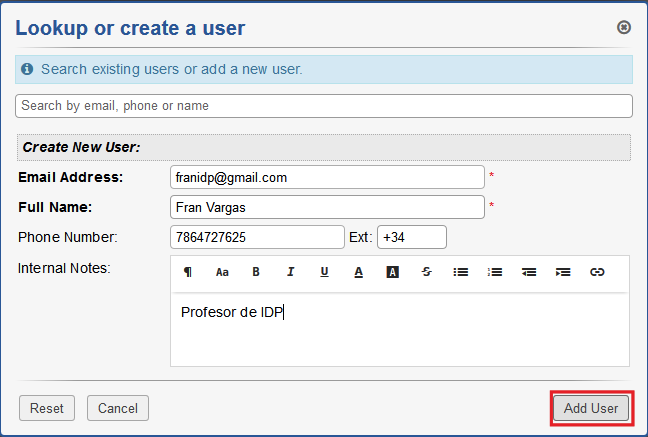 Lookup or create a user
Search existing users or add a new user.
Search by email, phone or name
Create New User:
Email Address: franidp@gmail.com *
Full Name: Fran Vargas *
Phone Number: 7864727625 Ext: +34
Internal Notes:
¶ Aa B I U A A S
Profesor de IDP
Reset Cancel Add User